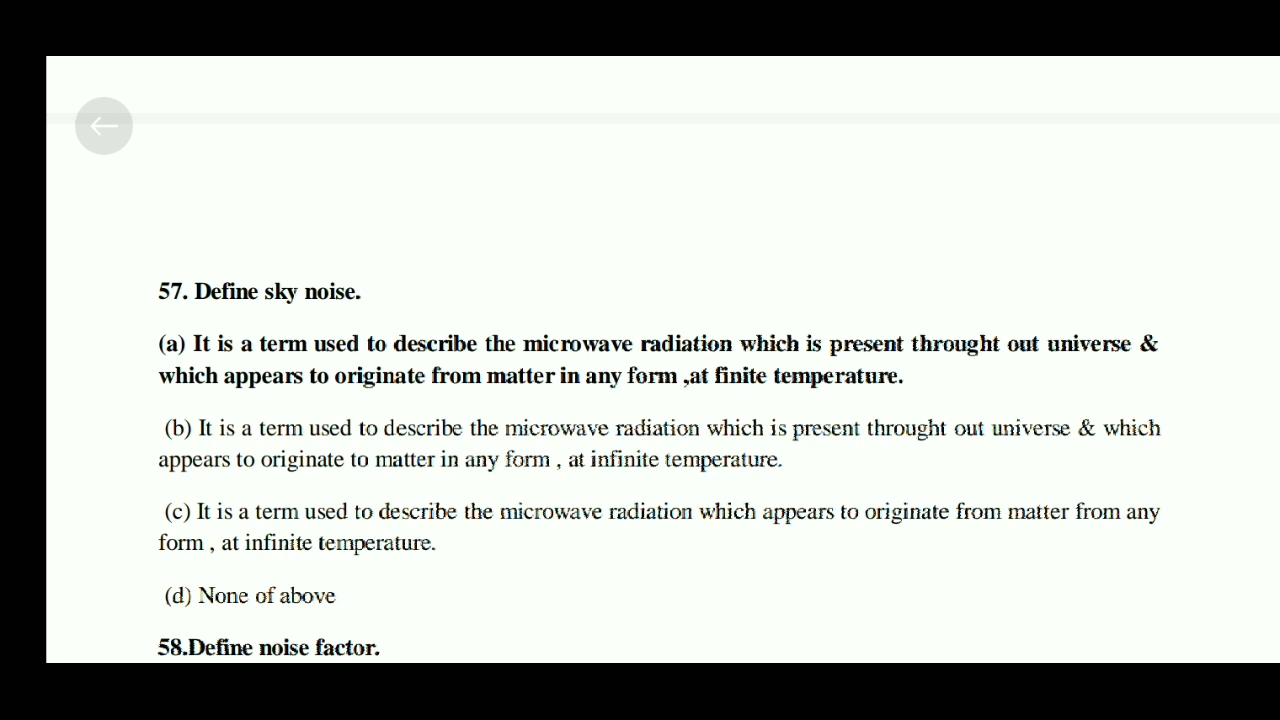 57. Define sky noise.
(a) It is a term used to describe the microwave radiation which is present throught out universe &
which appears to originate from matter in any form ,at finite temperature.
(b) It is a term used to describe the microwave radiation which is present throught out universe & which
appears to originate to matter in any form , at infinite temperature.
(c) It is a term used to describe the microwave radiation which appears to originate from matter from any
form , at infinite temperature.
(d) None of above
58.Define noise factor.